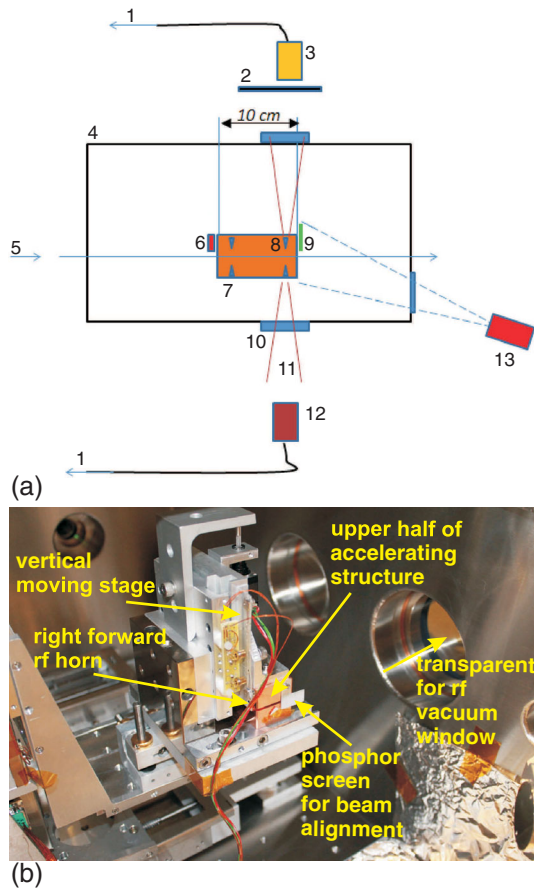 1
3
2
10 cm
4
6
8
9
5
7
10
11
13
12
1
(a)
upper half of
accelerating
structure
vertical
moving stage
right forward
rf horn
transparent
for rf
vacuum
window
phosphor
screen
for beam
alignment
(b)